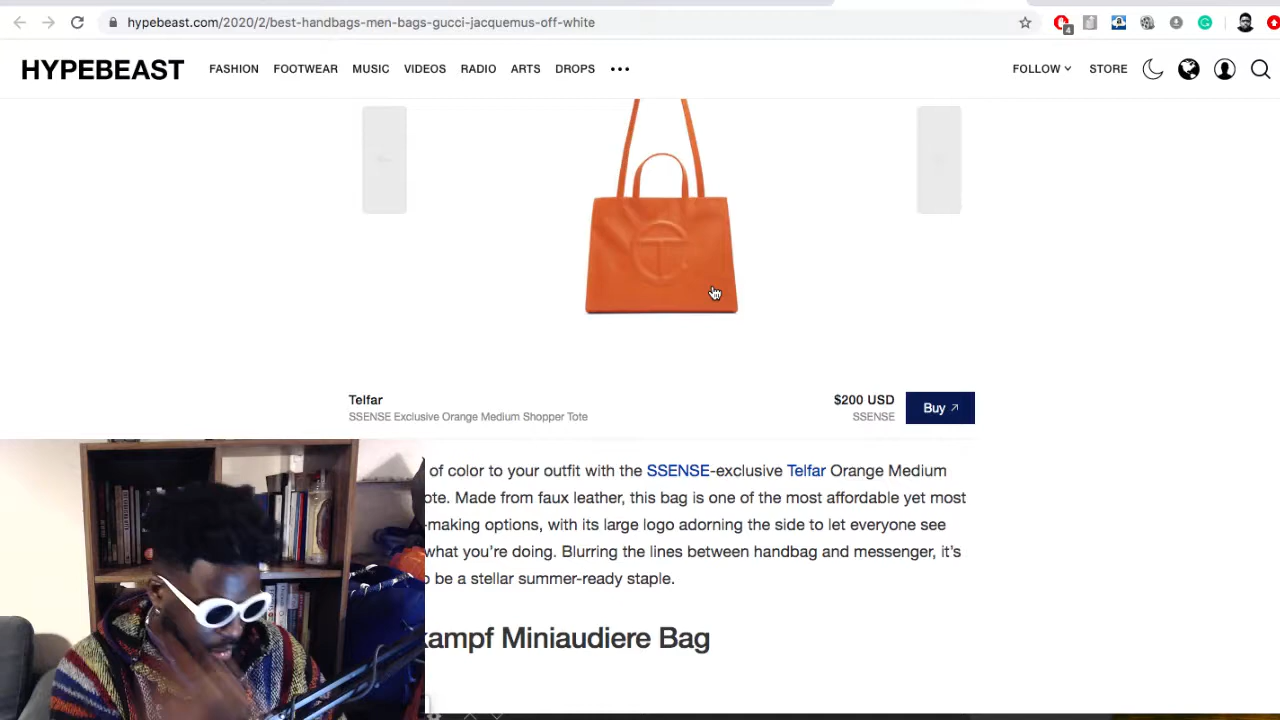 hypebeast.com/2020/2/best-handbags-men-bags-gucci-jacquemus-off-white
4
HYPEBEAST FASHION FOOTWEAR MUSIC VIDEOS RADIO ARTS DROPS ••• FOLLOW STORE
T
Telfar $200 USD Buy ↗
SSENSE Exclusive Orange Medium Shopper Tote SSENSE
of color to your outfit with the SSENSE-exclusive Telfar Orange Medium
ote. Made from faux leather, this bag is one of the most affordable yet most
-making options, with its large logo adorning the side to let everyone see
what you're doing. Blurring the lines between handbag and messenger, it's
o be a stellar summer-ready staple.
kampf Miniaudiere Bag